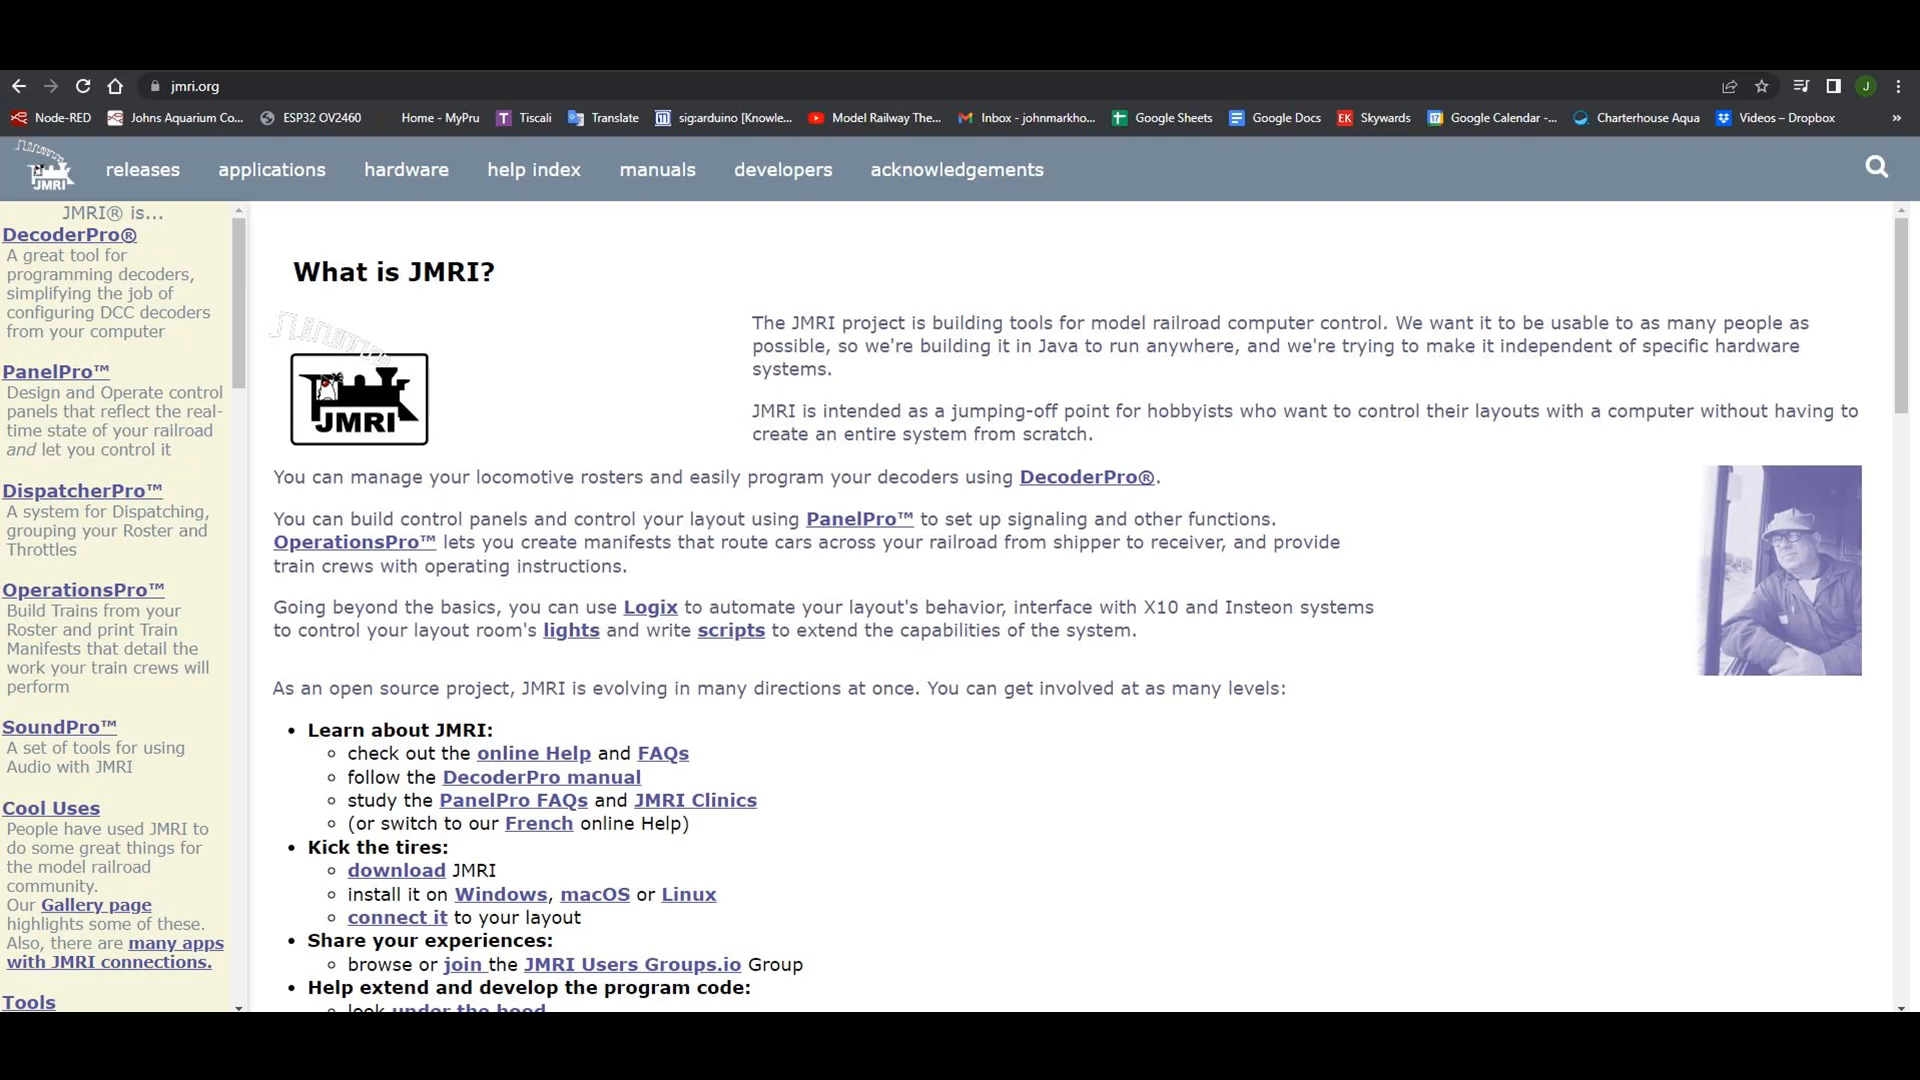 jmri.org
J
Node-RED
Johns Aquarium Co...
ESP32 OV2460
Home - MyPru
Tiscali
Translate
sig:arduino [Knowle...
Model Railway The...
Inbox - johnmarkho...
Google Sheets
Google Docs
EK Skywards
Google Calendar -...
Charterhouse Aqua
Videos – Dropbox
»
JMRI
releases
applications
hardware
help index
manuals
developers
acknowledgements
JMRI® is...
DecoderPro®
A great tool for
programming decoders,
simplifying the job of
configuring DCC decoders
from your computer
PanelPro™
Design and Operate control
panels that reflect the real-
time state of your railroad
and let you control it
DispatcherPro™
A system for Dispatching,
grouping your Roster and
Throttles
OperationsPro™
Build Trains from your
Roster and print Train
Manifests that detail the
work your train crews will
perform
SoundPro™
A set of tools for using
Audio with JMRI
Cool Uses
People have used JMRI to
do some great things for
the model railroad
community.
Our Gallery page
highlights some of these.
Also, there are many apps
with JMRI connections.
Tools
What is JMRI?
JMRI
The JMRI project is building tools for model railroad computer control. We want it to be usable to as many people as
possible, so we're building it in Java to run anywhere, and we're trying to make it independent of specific hardware
systems.
JMRI is intended as a jumping-off point for hobbyists who want to control their layouts with a computer without having to
create an entire system from scratch.
You can manage your locomotive rosters and easily program your decoders using DecoderPro®.
You can build control panels and control your layout using PanelPro™ to set up signaling and other functions.
OperationsPro™ lets you create manifests that route cars across your railroad from shipper to receiver, and provide
train crews with operating instructions.
Going beyond the basics, you can use Logix to automate your layout's behavior, interface with X10 and Insteon systems
to control your layout room's lights and write scripts to extend the capabilities of the system.
As an open source project, JMRI is evolving in many directions at once. You can get involved at as many levels:
• Learn about JMRI:
check out the online Help and FAQs
follow the DecoderPro manual
study the PanelPro FAQs and JMRI Clinics
(or switch to our French online Help)
• Kick the tires:
download JMRI
install it on Windows, macOS or Linux
connect it to your layout
• Share your experiences:
browse or join the JMRI Users Groups.io Group
• Help extend and develop the program code:
look under the hood